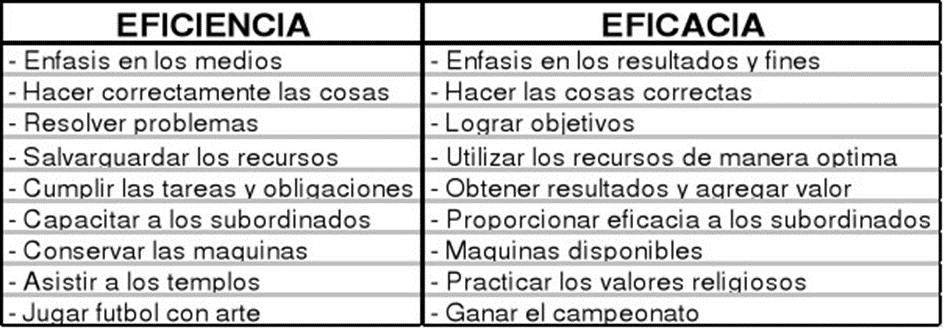 EFICIENCIA EFICACIA
- Enfasis en los medios - Enfasis en los resultados y fines
- Hacer correctamente las cosas - Hacer las cosas correctas
- Resolver problemas - Lograr objetivos
- Salvarguardar los recursos - Utilizar los recursos de manera optima
- Cumplir las tareas y obligaciones - Obtener resultados y agregar valor
- Capacitar a los subordinados - Proporcionar eficacia a los subordinados
- Conservar las maquinas - Maquinas disponibles
- Asistir a los templos - Practicar los valores religiosos
- Jugar futbol con arte - Ganar el campeonato